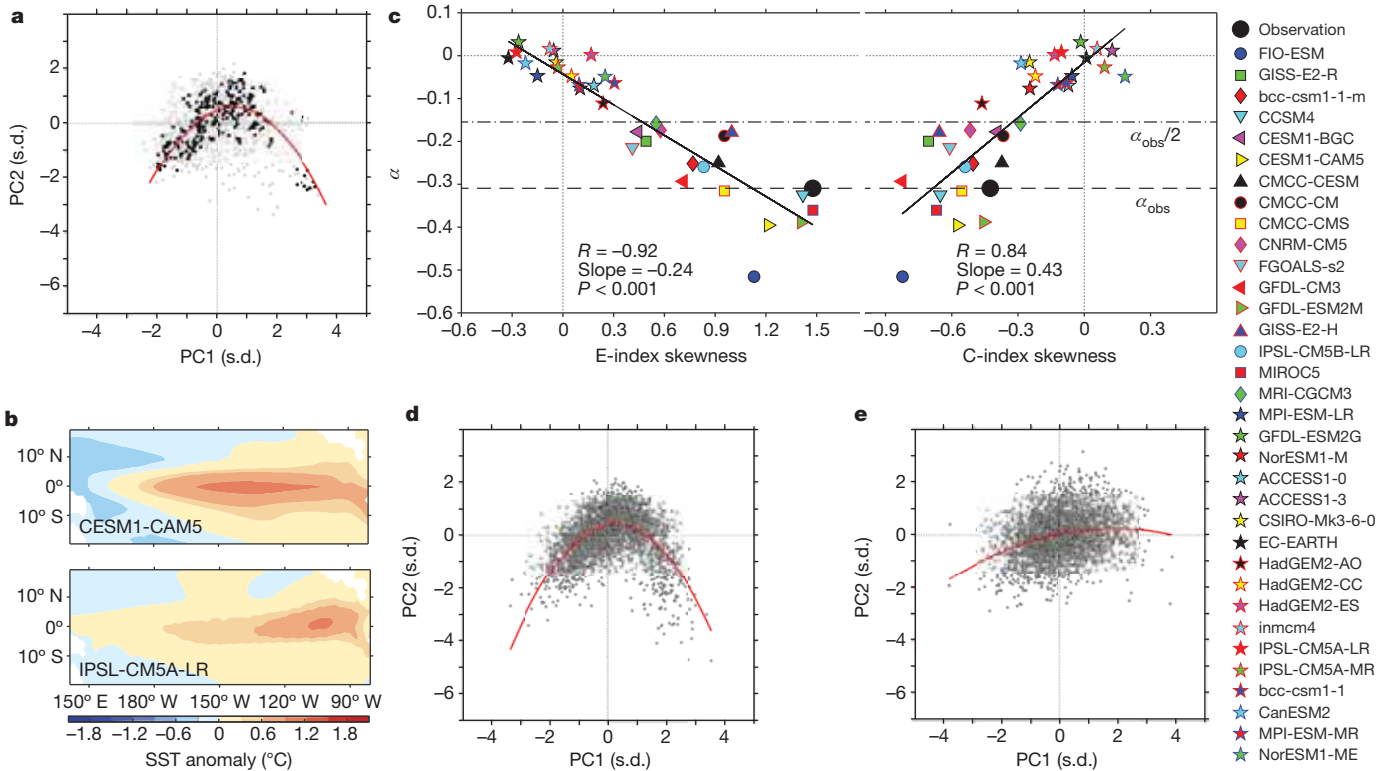 a
2
0
−2
−4
−6
PC2 (s.d.)
−4 −2 0 2 4
PC1 (s.d.)
b
10° N
0°
10° S
CESM1-CAM5
10° N
0°
10° S
IPSL-CM5A-LR
150° E 180° W 150° W 120° W 90° W
−1.8 −1.2 −0.6 0 0.6 1.2 1.8
SST anomaly (°C)
c
0.1
0
−0.1
−0.2
−0.3
−0.4
−0.5
−0.6
α
R = −0.92
Slope = −0.24
P < 0.001
−0.6 −0.3 0 0.3 0.6 0.9 1.2 1.5
E-index skewness
αobs/2
αobs
R = 0.84
Slope = 0.43
P < 0.001
−0.9 −0.3 0 0.3
C-index skewness
d
2
0
−2
−4
−6
PC2 (s.d.)
−4 −2 0 2 4
PC1 (s.d.)
e
2
0
−2
−4
−6
PC2 (s.d.)
−4 −2 0 2 4
PC1 (s.d.)
Observation
FIO-ESM
GISS-E2-R
bcc-csm1-1-m
CCSM4
CESM1-BGC
CESM1-CAM5
CMCC-CESM
CMCC-CM
CMCC-CMS
CNRM-CM5
FGOALS-s2
GFDL-CM3
GFDL-ESM2M
GISS-E2-H
IPSL-CM5B-LR
MIROC5
MRI-CGCM3
MPI-ESM-LR
GFDL-ESM2G
NorESM1-M
ACCESS1-0
ACCESS1-3
CSIRO-Mk3-6-0
EC-EARTH
HadGEM2-AO
HadGEM2-CC
HadGEM2-ES
inmcm4
IPSL-CM5A-LR
IPSL-CM5A-MR
bcc-csm1-1
CanESM2
MPI-ESM-MR
NorESM1-ME